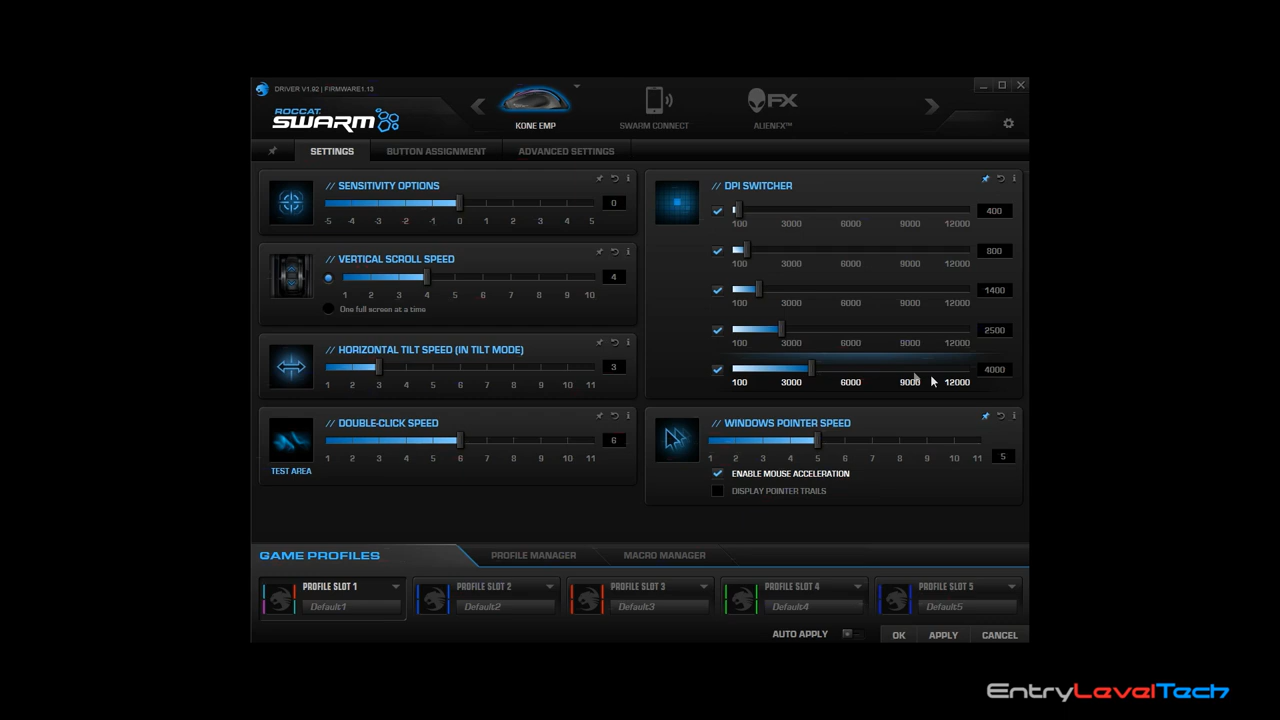 DRIVER V1.92 | FIRMWARE1.13
ROCCAT
SWARM
KONE EMP
SWARM CONNECT
FX
ALIENFX™
SETTINGS
BUTTON ASSIGNMENT
ADVANCED SETTINGS
// SENSITIVITY OPTIONS
0
-5 -4 -3 -2 -1 0 1 2 3 4 5
// VERTICAL SCROLL SPEED
4
1 2 3 4 5 6 7 8 9 10
One full screen at a time
// HORIZONTAL TILT SPEED (IN TILT MODE)
3
1 2 3 4 5 6 7 8 9 10 11
// DOUBLE-CLICK SPEED
6
1 2 3 4 5 6 7 8 9 10 11
TEST AREA
// DPI SWITCHER
400
100 3000 6000 9000 12000
800
100 3000 6000 9000 12000
1400
100 3000 6000 9000 12000
2500
100 3000 6000 9000 12000
4000
100 3000 6000 9000 12000
// WINDOWS POINTER SPEED
1 2 3 4 5 6 7 8 9 10 11
5
ENABLE MOUSE ACCELERATION
DISPLAY POINTER TRAILS
GAME PROFILES
PROFILE MANAGER
MACRO MANAGER
PROFILE SLOT 1
Default1
PROFILE SLOT 2
Default2
PROFILE SLOT 3
Default3
PROFILE SLOT 4
Default4
PROFILE SLOT 5
Default5
AUTO APPLY
OK
APPLY
CANCEL
EntryLevelTech